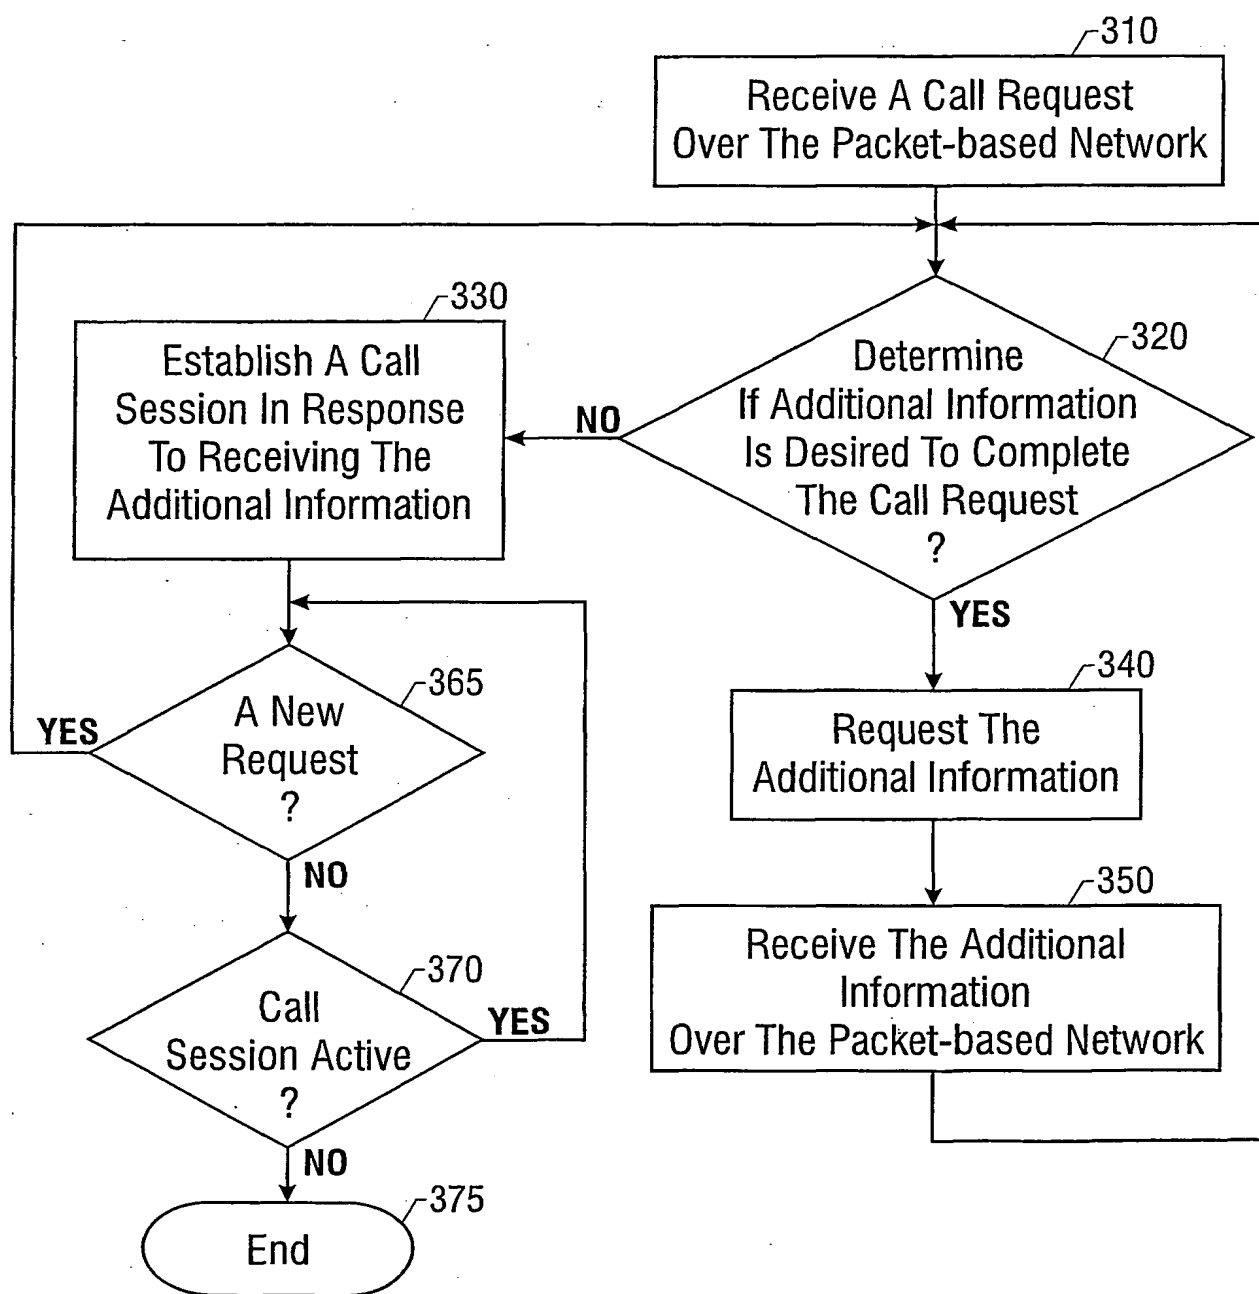 310
Receive A Call Request
Over The Packet-based Network
330
Establish A Call
Session In Response
To Receiving The
Additional Information
320
Determine
If Additional Information
Is Desired To Complete
The Call Request
?
NO
YES
365
A New
Request
?
YES
NO
340
Request The
Additional Information
350
Receive The Additional
Information
Over The Packet-based Network
370
Call
Session Active
?
YES
NO
375
End